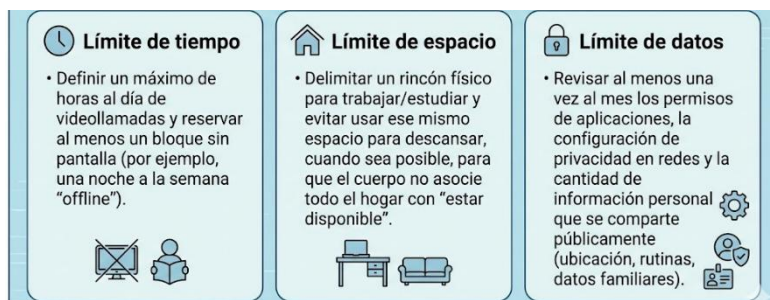 Límite de tiempo
• Definir un máximo de
horas al día de
videollamadas y reservar
al menos un bloque sin
pantalla (por ejemplo,
una noche a la semana
“offline”).
Límite de espacio
• Delimitar un rincón físico
para trabajar/estudiar y
evitar usar ese mismo
espacio para descansar,
cuando sea posible, para
que el cuerpo no asocie
todo el hogar con “estar
disponible”.
Límite de datos
• Revisar al menos una
vez al mes los permisos
de aplicaciones, la
configuración de
privacidad en redes y la
cantidad de
información personal
que se comparte
públicamente
(ubicación, rutinas,
datos familiares).